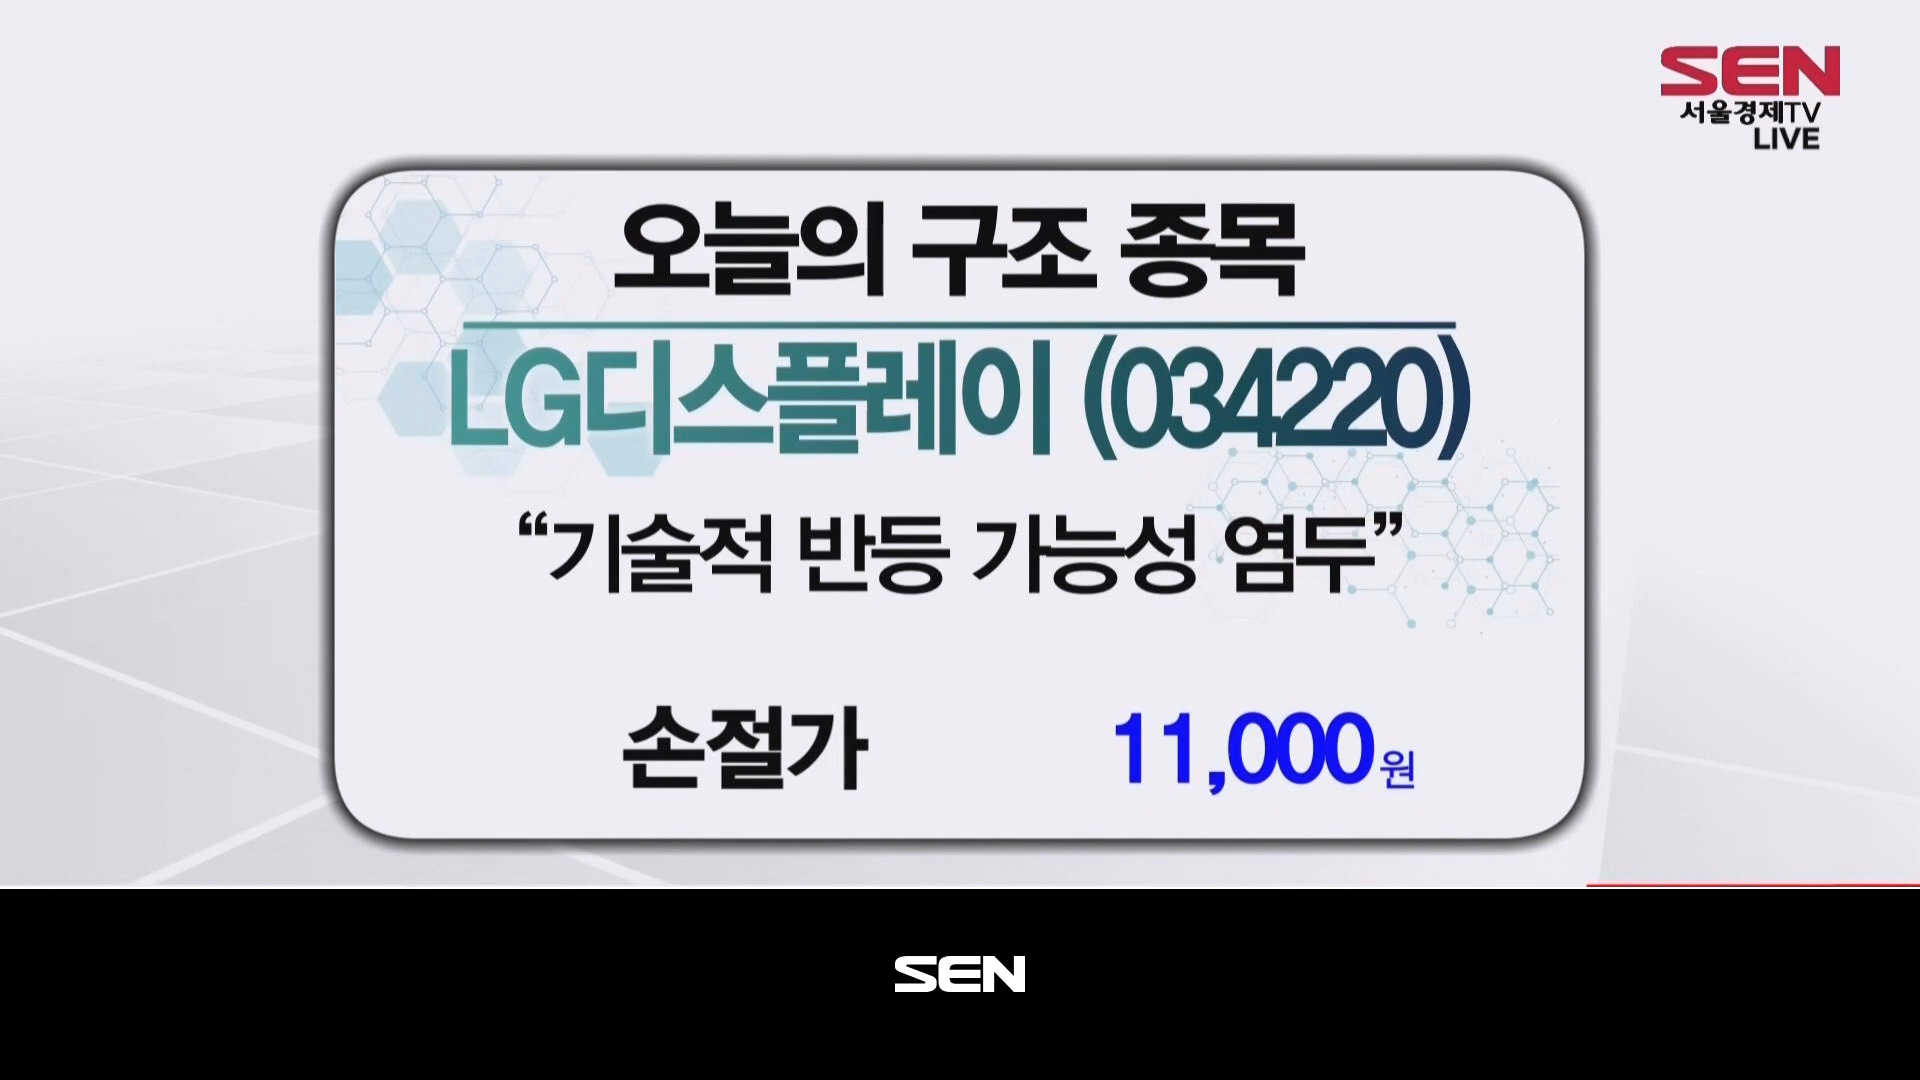 SEN
서울경제TV
LIVE
오늘의 구조 종목
LG디스플레이 (034220)
“기술적 반등 가능성 염두”
손절가 11,000원
SEN